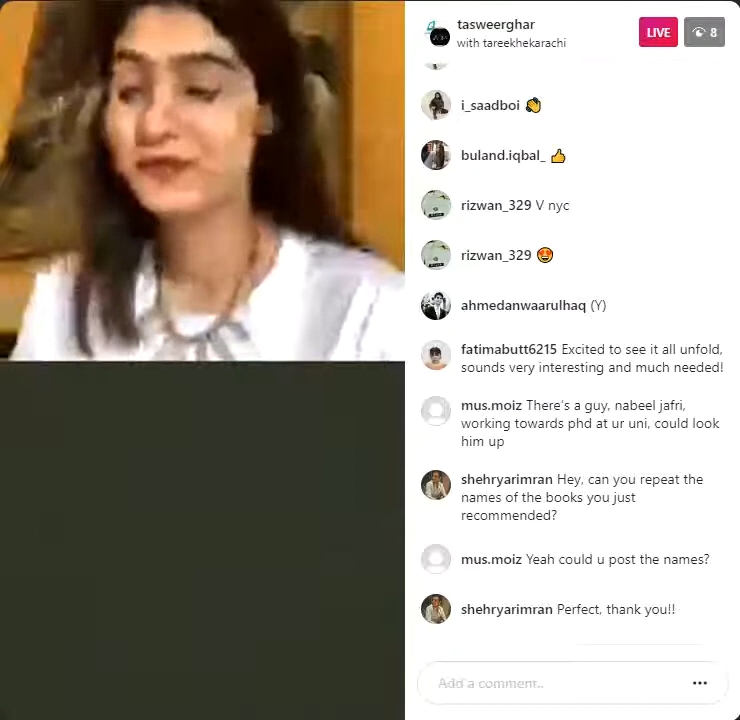 tasweerghar
with tareekhekarachi
LIVE
8
i_saadboi 👏
buland.iqbal_ 👍
rizwan_329 V nyc
rizwan_329 😍
ahmedanwaarulhaq (Y)
fatimabutt6215 Excited to see it all unfold,
sounds very interesting and much needed!
mus.moiz There's a guy, nabeel jafri,
working towards phd at ur uni, could look
him up
shehryarimran Hey, can you repeat the
names of the books you just
recommended?
mus.moiz Yeah could u post the names?
shehryarimran Perfect, thank you!!
Add a comment..